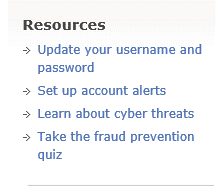 Resources
Update your username and
password
Set up account alerts
Learn about cyber threats
Take the fraud prevention
quiz